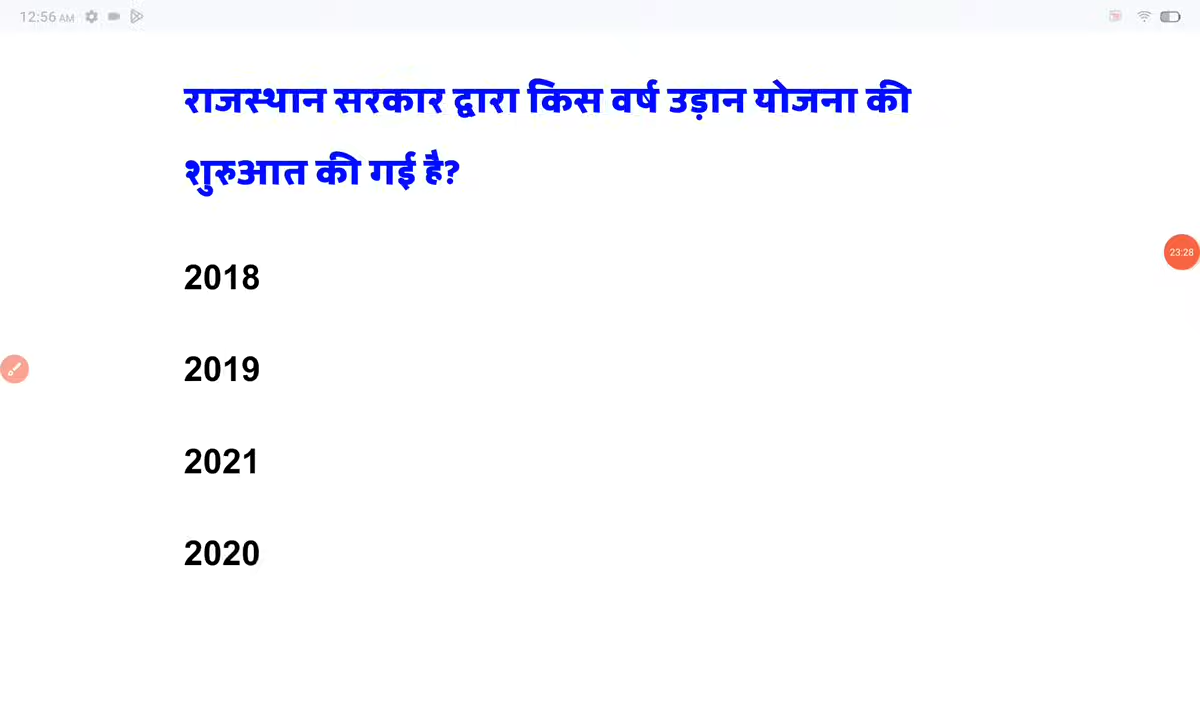 12:56 AM
राजस्थान सरकार द्वारा किस वर्ष उड़ान योजना की
शुरुआत की गई है?
2018
23:28
2019
2021
2020